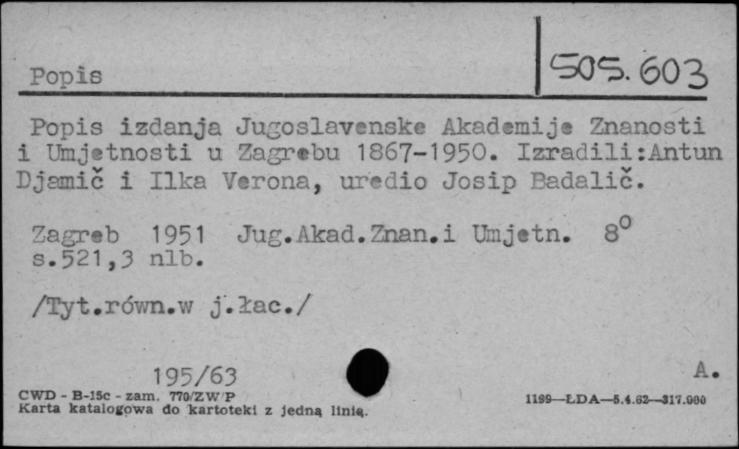 Popis
505.603
Popis izdanja Jugoslavenske Akademije Znanosti
i Umjetnosti u Zagrebu 1867-1950. Izradili:Antun
Djamič i Ilka Verona, uredio Josip Badalič.
Zagreb 1951 Jug.Akad.Znan.i Umjetn. 8⁰
s.521,3 nlb.
/Tyt.równ.w j.łac./
195/63
A.
CWD - B-15c - zam. 770/ZW/P
Karta katalogowa do kartoteki z jedną linią.
1199—ŁDA—5.4.62—317.000